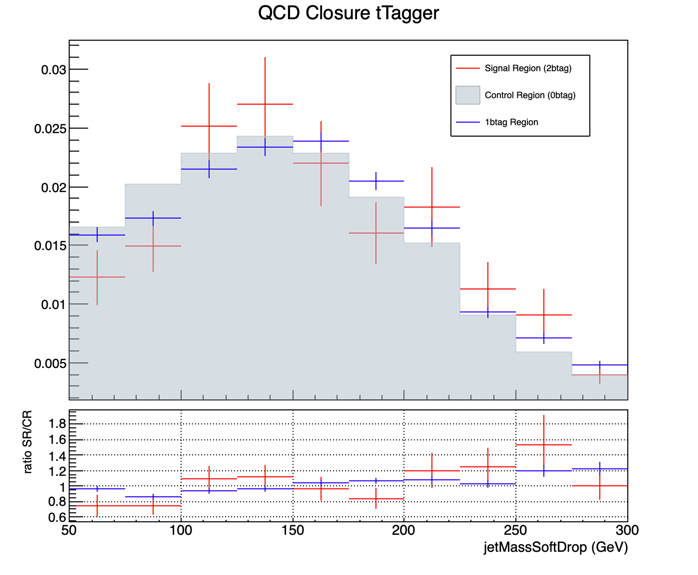 QCD Closure tTagger
0.03
0.025
0.02
0.015
0.01
0.005
Signal Region (2btag)
Control Region (0btag)
1btag Region
ratio SR/CR
1.8
1.6
1.4
1.2
1
0.8
0.6
50 100 150 200 250 300
jetMassSoftDrop (GeV)